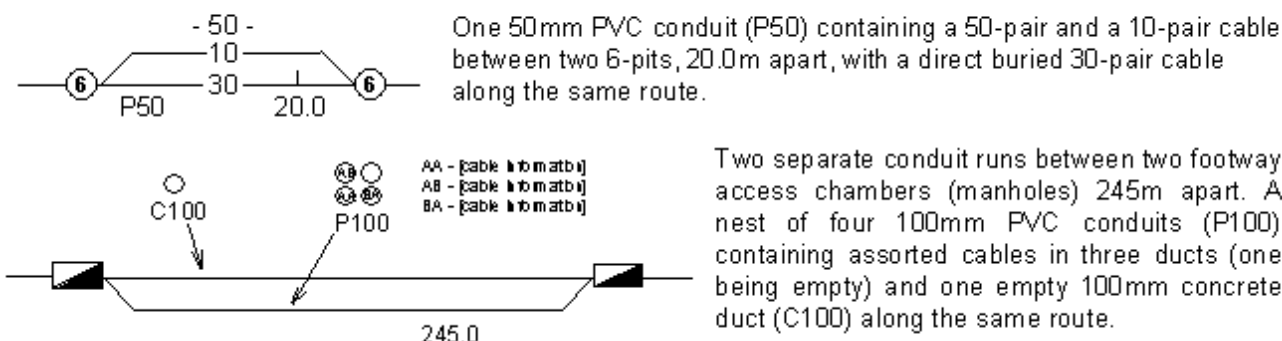 - 50 -
10
6 30 6
P50 20.0
One 50mm PVC conduit (P50) containing a 50-pair and a 10-pair cable
between two 6-pits, 20.0m apart, with a direct buried 30-pair cable
along the same route.
AB
AA BA
C100
P100
AA - [cable information]
AB - [cable information]
BA - [cable information]
245.0
Two separate conduit runs between two footway
access chambers (manholes) 245m apart. A
nest of four 100mm PVC conduits (P100)
containing assorted cables in three ducts (one
being empty) and one empty 100mm concrete
duct (C100) along the same route.